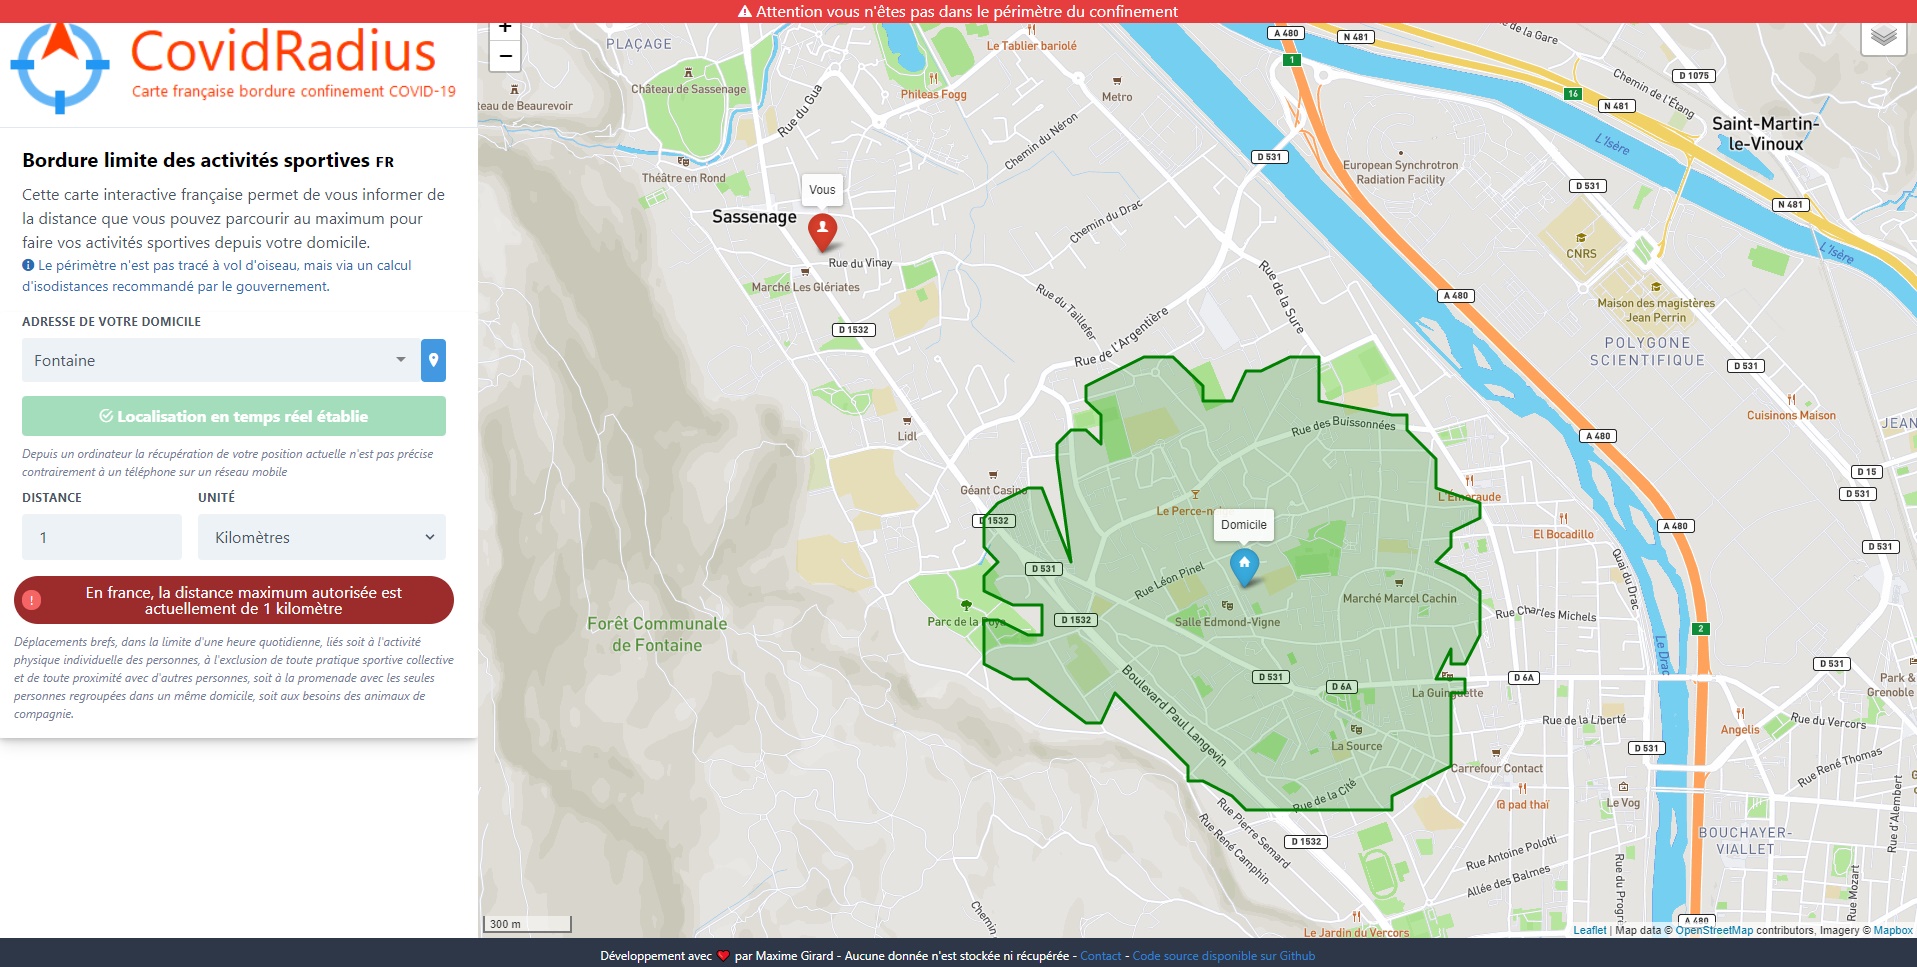 Attention vous n'êtes pas dans le périmètre du confinement
CovidRadius
Carte française bordure confinement COVID-19
Bordure limite des activités sportives FR
Cette carte interactive française permet de vous informer de
la distance que vous pouvez parcourir au maximum pour
faire vos activités sportives depuis votre domicile.
Le périmètre n'est pas tracé à vol d'oiseau, mais via un calcul
d'isodistances recommandé par le gouvernement.
ADRESSE DE VOTRE DOMICILE
Fontaine
Localisation en temps réel établie
Depuis un ordinateur la récupération de votre position actuelle n'est pas précise
contrairement à un téléphone sur un réseau mobile
DISTANCE UNITÉ
1 Kilomètres
En france, la distance maximum autorisée est
actuellement de 1 kilomètre
Déplacements brefs, dans la limite d'une heure quotidienne, liés soit à l'activité
physique individuelle des personnes, à l'exclusion de toute pratique sportive collective
et de toute proximité avec d'autres personnes, soit à la promenade avec les seules
personnes regroupées dans un même domicile, soit aux besoins des animaux de
compagnie.
+
−
PLAÇAGE
Le Tablier bariolé
A 480
N 481
de la Gare
1
D 1075
Chemin de l'Étang
Château de Sassenage
Phileas Fogg
Metro
16
N 481
teau de Beaurevoir
Rue du Gua
Chemin du Néron
L'Isère
Saint-Martin-
le-Vinoux
D 531
European Synchrotron
Radiation Facility
Théâtre en Rond
Vous
D 531
N 481
Sassenage
Chemin du Drac
CNRS
L'Isère
Rue du Vinay
Marché Les Glériates
Rue de la Sure
A 480
Maison des magistères
Jean Perrin
Rue du Taillefer
D 1532
Rue de l'Argentière
POLYGONE
SCIENTIFIQUE
D 531
Cuisinons Maison
JEAN
Lidl
Rue des Buissonnées
A 480
D 15
Géant Casino
L'Émeraude
D 531
Le Perce-n
D 1532
Domicile
El Bocadillo
A 480
D 531
D 531
Rue Léon Pinel
Quai du Drac
Marché Marcel Cachin
Parc de la Poya
D 1532
Salle Edmond-Vigne
Rue Charles Michels
Forêt Communale
de Fontaine
2
Le Drac
D 531
Boulevard Paul Langevin
D 531
D 6A
D 6A
La Guinguette
Park &
Grenoble
Rue de la Liberté
Rue du Vercors
Angelis
La Source
D 531
Carrefour Contact
Rue René Thomas
Rue de la Cité
@ pad thaï
Le Vog
Rue d'Allembert
Rue Pierre Semard
Rue René Camphin
D 1532
BOUCHAYER-
VIALLET
Rue Antoine Polotti
Allée des Balmes
Rue du Progrè
Rue Mozart
Chemin
300 m
A 480
Le Jardin du Vercors
Leaflet | Map data © OpenStreetMap contributors, Imagery © Mapbox
Développement avec ❤ par Maxime Girard - Aucune donnée n'est stockée ni récupérée - Contact - Code source disponible sur Github